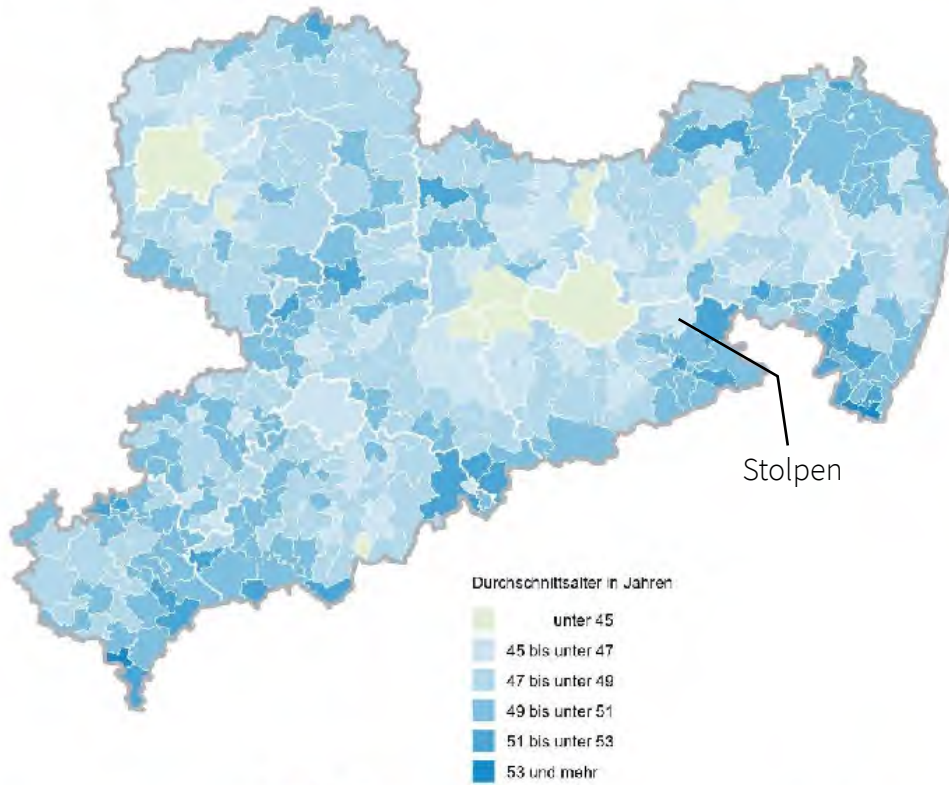 Stolpen
Durchschnittsalter in Jahren
unter 45
45 bis unter 47
47 bis unter 49
49 bis unter 51
51 bis unter 53
53 und mehr